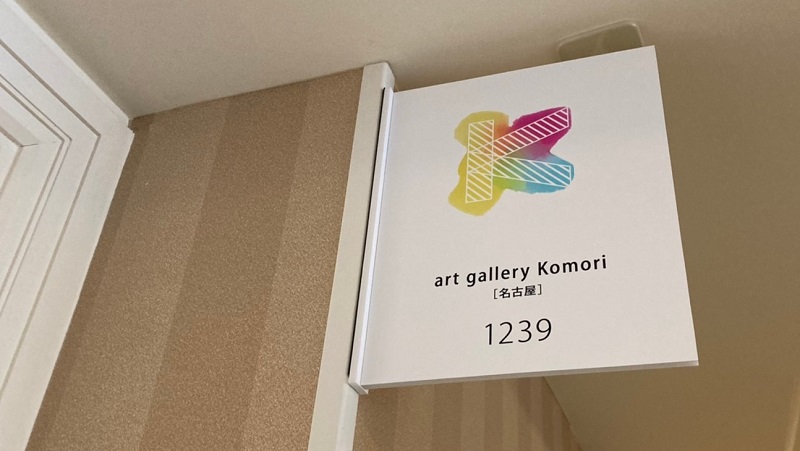 K
art gallery Komori
[名古屋]
1239